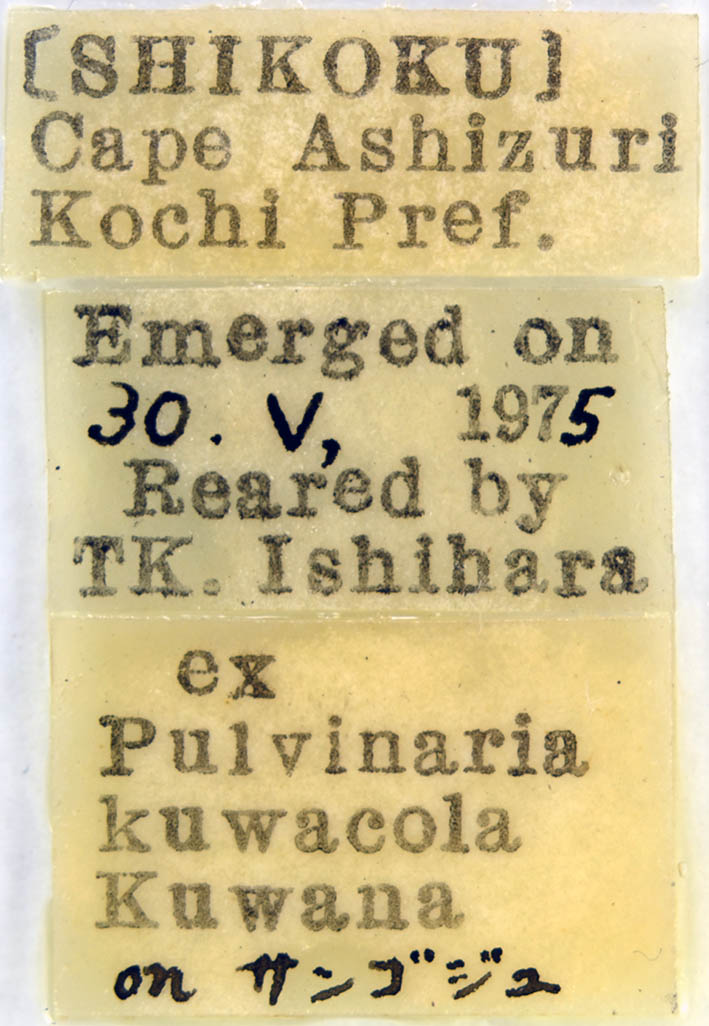 [SHIKOKU]
Cape Ashizuri
Kochi Pref.
Emerged on
30. V, 1975
Reared by
TK. Ishihara
ex
Pulvinaria
kuwacola
Kuwana
on サンゴジュ